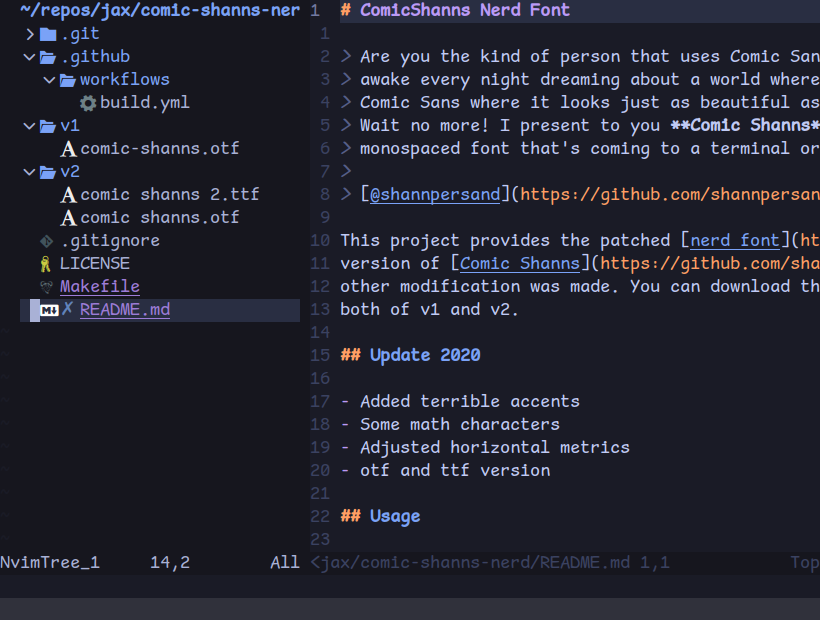 ~/repos/jax/comic-shanns-ner
.git
.github
workflows
build.yml
v1
comic-shanns.otf
v2
comic shanns 2.ttf
comic shanns.otf
.gitignore
LICENSE
Makefile
M↓ ✗ README.md
NvimTree_1 14,2 All
1 # ComicShanns Nerd Font
1
2 > Are you the kind of person that uses Comic San
3 > awake every night dreaming about a world where
4 > Comic Sans where it looks just as beautiful as
5 > Wait no more! I present to you **Comic Shanns*
6 > monospaced font that's coming to a terminal or
7 >
8 > [@shannpersand](https://github.com/shannpersan
9
10 This project provides the patched [nerd font](ht
11 version of [Comic Shanns](https://github.com/sha
12 other modification was made. You can download th
13 both of v1 and v2.
14
15 ## Update 2020
16
17 - Added terrible accents
18 - Some math characters
19 - Adjusted horizontal metrics
20 - otf and ttf version
21
22 ## Usage
23
<jax/comic-shanns-nerd/README.md 1,1 Top